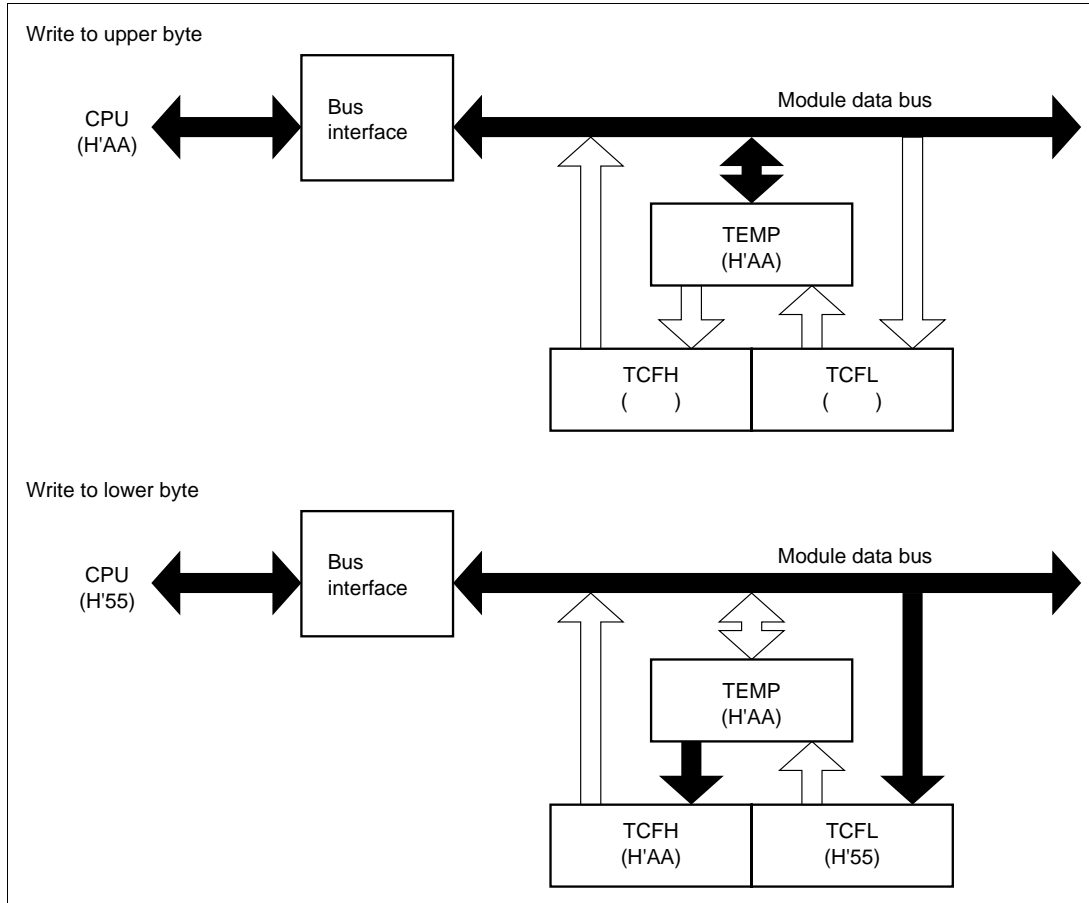 Write to upper byte
CPU
(H'AA)
Bus
interface
Module data bus
TEMP
(H'AA)
TCFH
(      )
TCFL
(      )
Write to lower byte
CPU
(H'55)
Bus
interface
Module data bus
TEMP
(H'AA)
TCFH
(H'AA)
TCFL
(H'55)